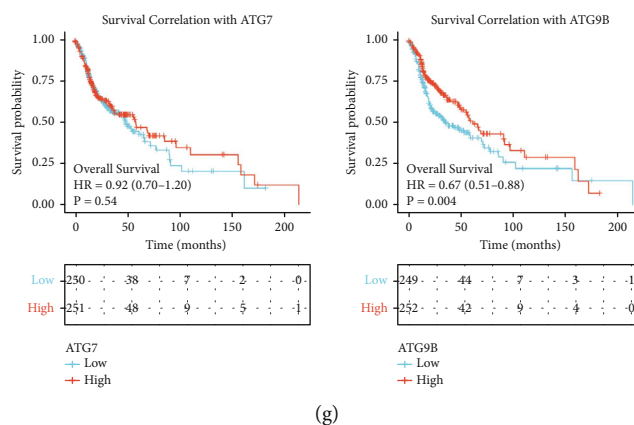 Survival Correlation with ATG7
1.00
0.75
0.50
0.25
0.00
Survival probability
Overall Survival
HR = 0.92 (0.70–1.20)
P = 0.54
0 50 100 150 200
Time (months)
Low 250 38 7 2 0
High 251 48 9 5 1
ATG7
Low
High
Survival Correlation with ATG9B
1.00
0.75
0.50
0.25
0.00
Survival probability
Overall Survival
HR = 0.67 (0.51–0.88)
P = 0.004
0 50 100 150 200
Time (months)
Low 249 44 7 3 1
High 252 42 9 4 0
ATG9B
Low
High
(g)